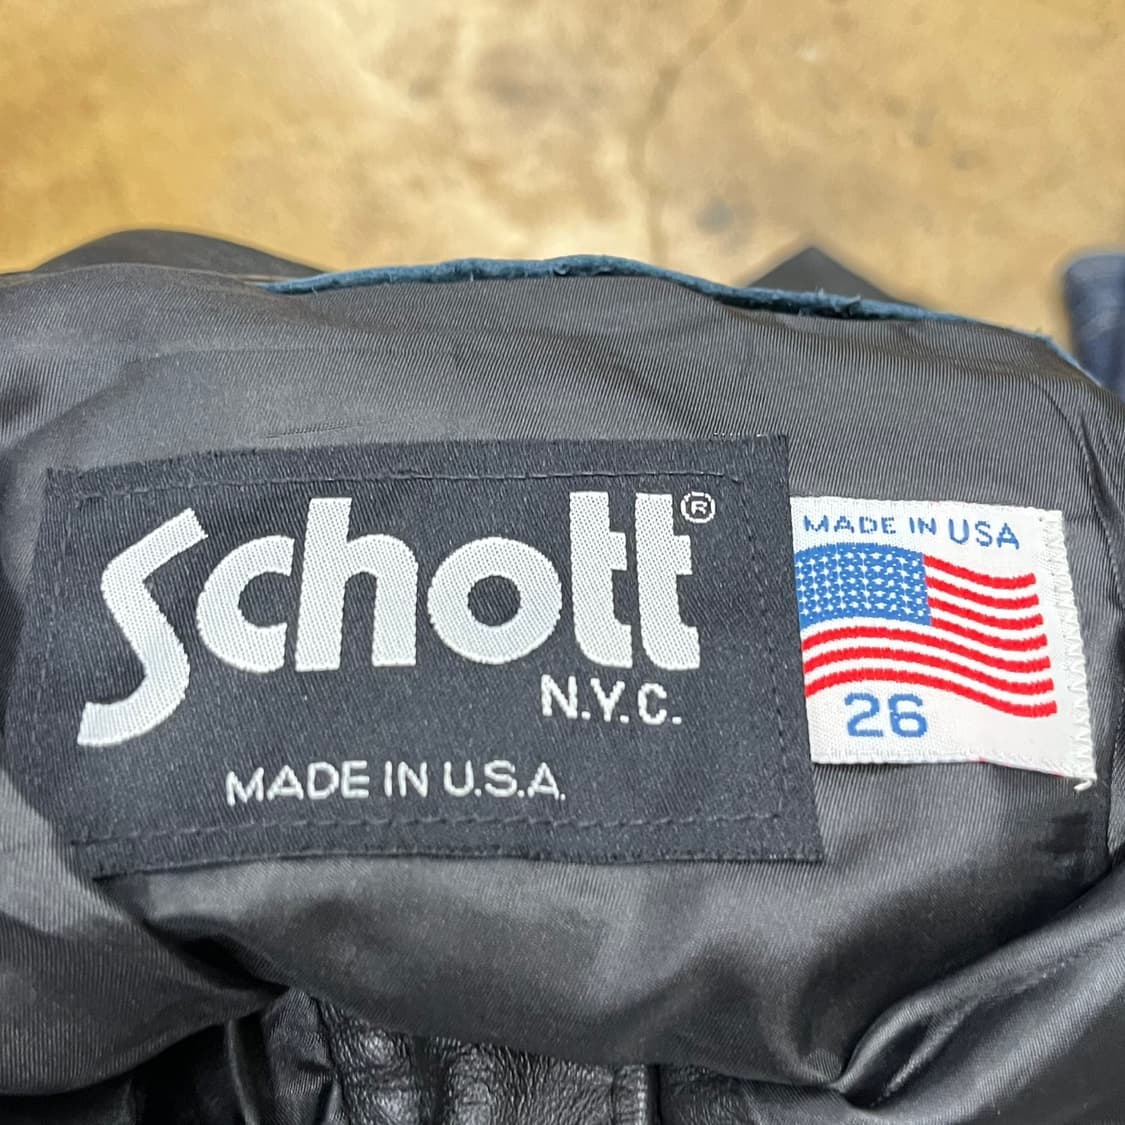 Schott®
N.Y.C.
MADE IN U.S.A.
MADE IN USA
26